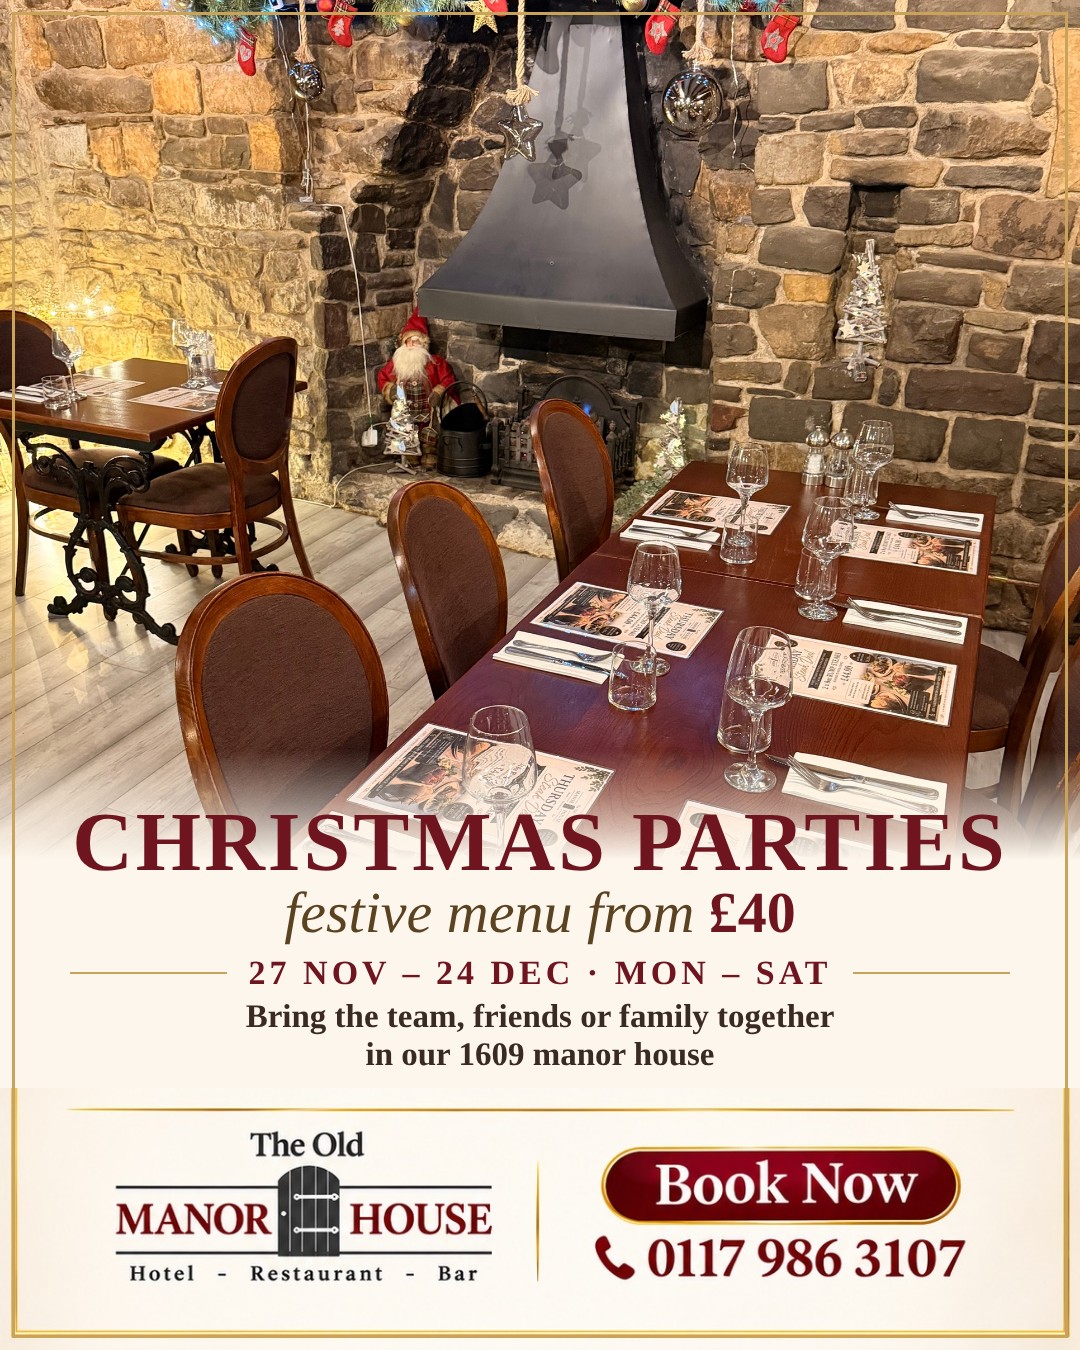 THURSDAY
CHRISTMAS PARTIES
festive menu from £40
27 NOV – 24 DEC · MON – SAT
Bring the team, friends or family together
in our 1609 manor house
The Old
MANOR HOUSE
Hotel - Restaurant - Bar
Book Now
0117 986 3107